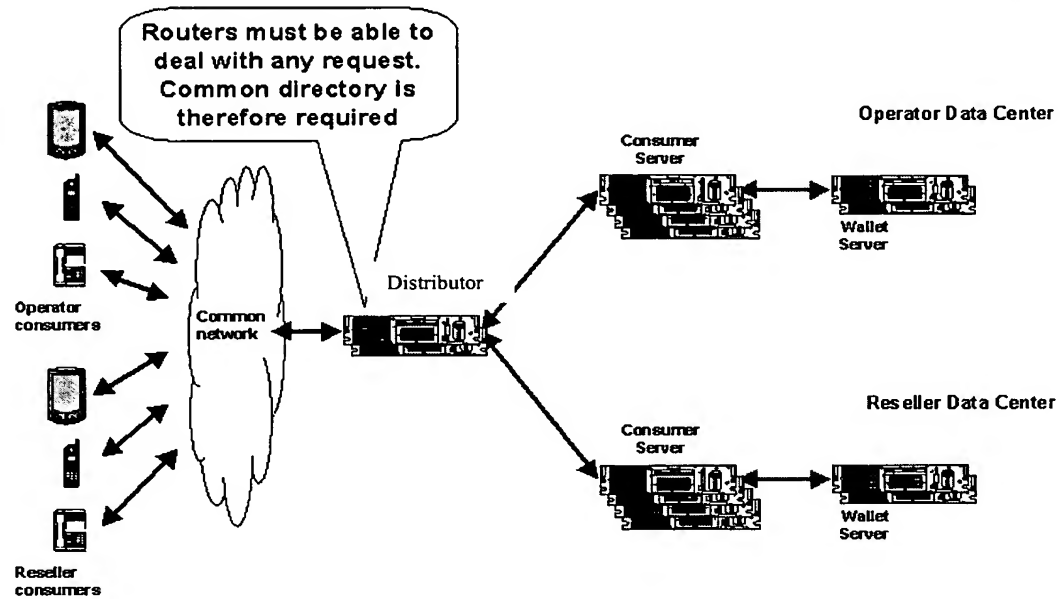 Routers must be able to
deal with any request.
Common directory is
therefore required
Operator Data Center
Consumer
Server
Wallet
Server
Distributor
Operator
consumers
Common
network
Reseller Data Center
Consumer
Server
Wallet
Server
Reseller
consumers